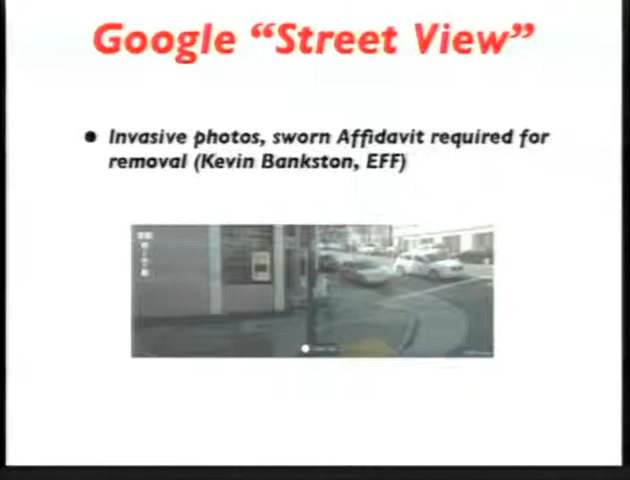 Google “Street View”
• Invasive photos, sworn Affidavit required for
removal (Kevin Bankston, EFF)